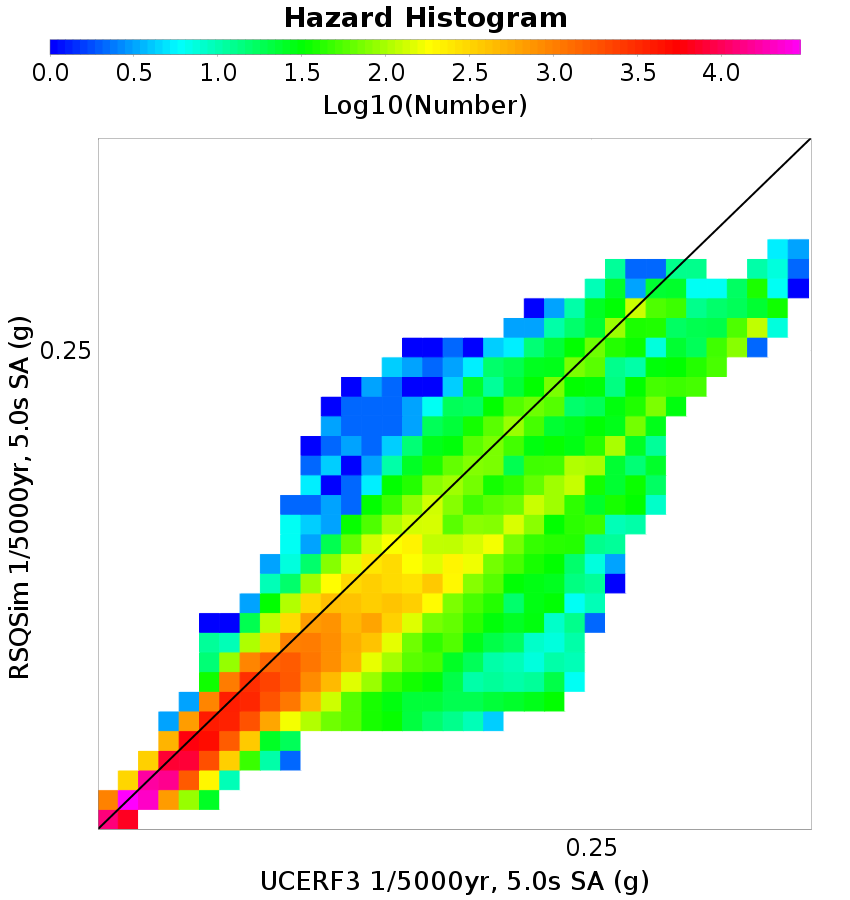 Hazard Histogram
0.0 0.5 1.0 1.5 2.0 2.5 3.0 3.5 4.0
Log10(Number)
RSQSim 1/5000yr, 5.0s SA (g)
0.25
0.25
UCERF3 1/5000yr, 5.0s SA (g)